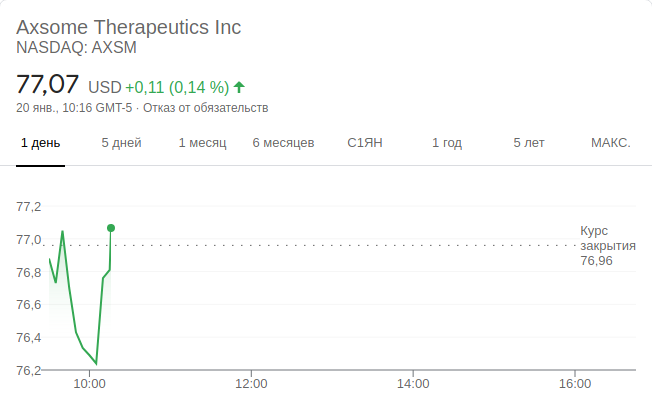 Axsome Therapeutics Inc
NASDAQ: AXSM
77,07 USD +0,11 (0,14 %)
20 янв., 10:16 GMT-5 · Отказ от обязательств
1 день 5 дней 1 месяц 6 месяцев С1ЯН 1 год 5 лет МАКС.
77,2
77,0
76,8
76,6
76,4
76,2
Курс
закрытия
76,96
10:00 12:00 14:00 16:00